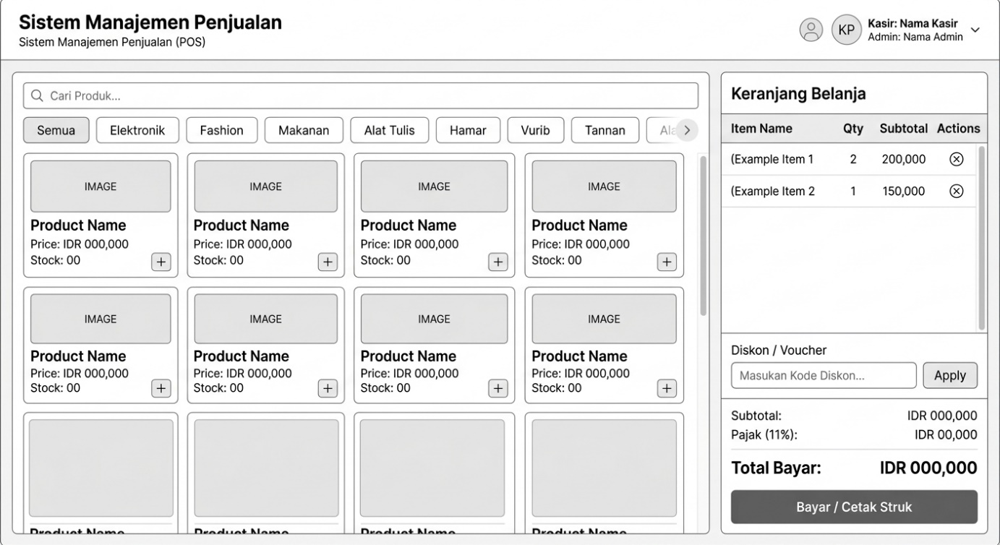 Sistem Manajemen Penjualan
Sistem Manajemen Penjualan (POS)
KP
Kasir: Nama Kasir
Admin: Nama Admin
Cari Produk...
Semua
Elektronik
Fashion
Makanan
Alat Tulis
Hamar
Vurib
Tannan
Ala
IMAGE
Product Name
Price: IDR 000,000
Stock: 00
+
IMAGE
Product Name
Price: IDR 000,000
Stock: 00
+
IMAGE
Product Name
Price: IDR 000,000
Stock: 00
+
IMAGE
Product Name
Price: IDR 000,000
Stock: 00
+
IMAGE
Product Name
Price: IDR 000,000
Stock: 00
+
IMAGE
Product Name
Price: IDR 000,000
Stock: 00
+
IMAGE
Product Name
Price: IDR 000,000
Stock: 00
+
IMAGE
Product Name
Price: IDR 000,000
Stock: 00
+
Product Name
Product Name
Product Name
Product Name
Keranjang Belanja
Item Name Qty Subtotal Actions
(Example Item 1 2 200,000
(Example Item 2 1 150,000
Diskon / Voucher
Masukan Kode Diskon...
Apply
Subtotal: IDR 000,000
Pajak (11%): IDR 00,000
Total Bayar: IDR 000,000
Bayar / Cetak Struk